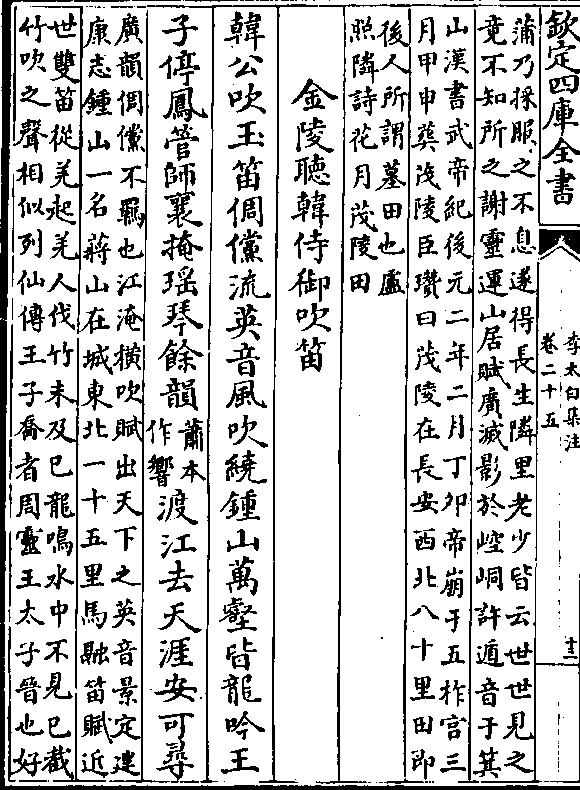 欽定四庫全書
李太白集注
卷二十五
蒲乃採服之不息遂得長生隣里老少皆云世世見之
竟不知所之謝靈運山居賦廣滅影於崆峒許遁音于箕
山漢書武帝紀後元二年二月丁卯帝崩于五柞宫三
月甲申葬茂陵臣瓚曰茂陵在長安西北八十里田即
後人所謂墓田也盧
照隣詩花月茂陵田
金陵聽韓侍御吹笛
韓公吹玉笛倜儻流英音風吹繞鍾山萬壑皆龍吟王
子停鳳管師襄掩瑶琴餘韻蕭本作響渡江去天涯安可尋
廣韻倜儻不羈也江淹橫吹賦出天下之英音景定建
康志鍾山一名蔣山在城東北一十五里馬融笛賦近
世雙笛從羌起羌人伐竹未及已龍鳴水中不見已截
竹吹之聲相似列仙傳王子喬者周靈王太子晉也好